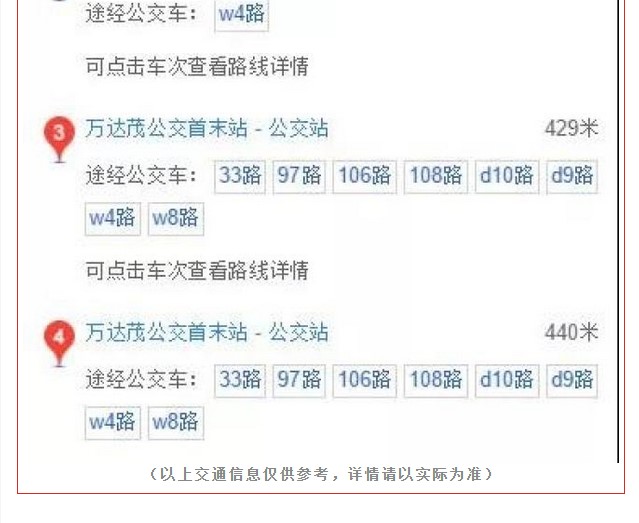 途经公交车： w4路
可点击车次查看路线详情
3 万达茂公交首末站 - 公交站 429米
途经公交车： 33路 97路 106路 108路 d10路 d9路
w4路 w8路
可点击车次查看路线详情
4 万达茂公交首末站 - 公交站 440米
途经公交车： 33路 97路 106路 108路 d10路 d9路
w4路 w8路
（以上交通信息仅供参考，详情请以实际为准）